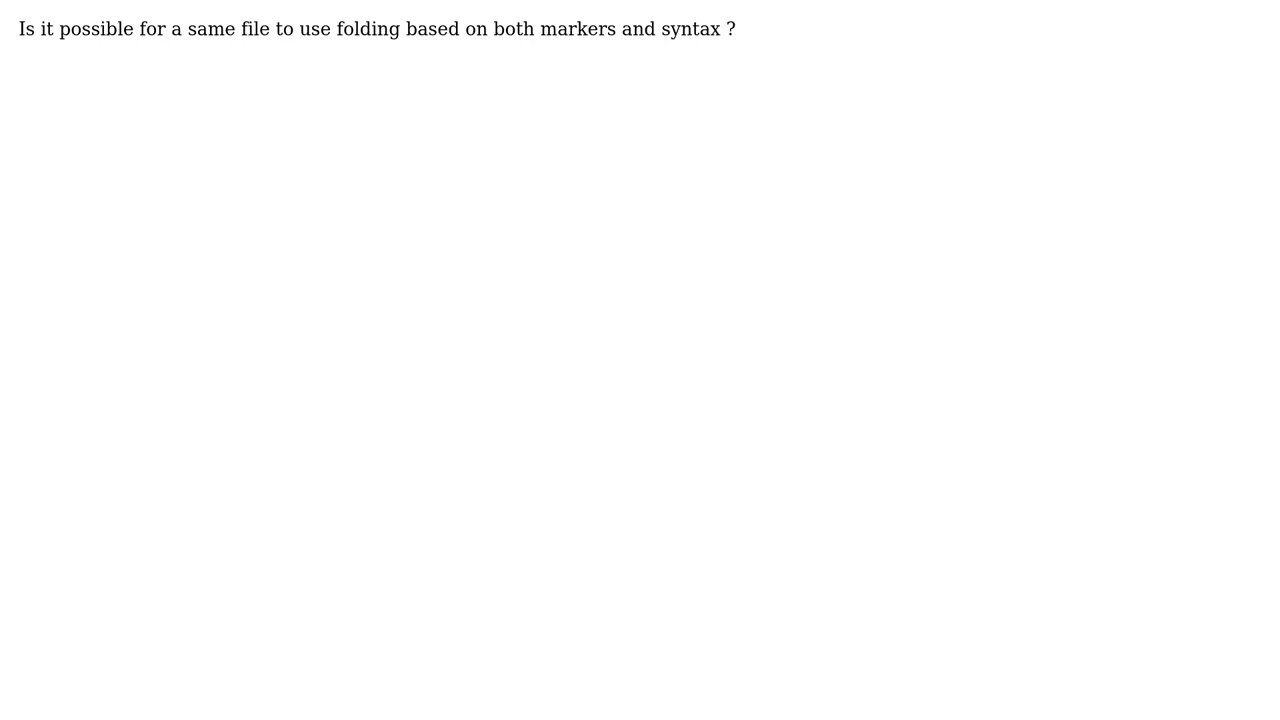 Is it possible for a same file to use folding based on both markers and syntax ?